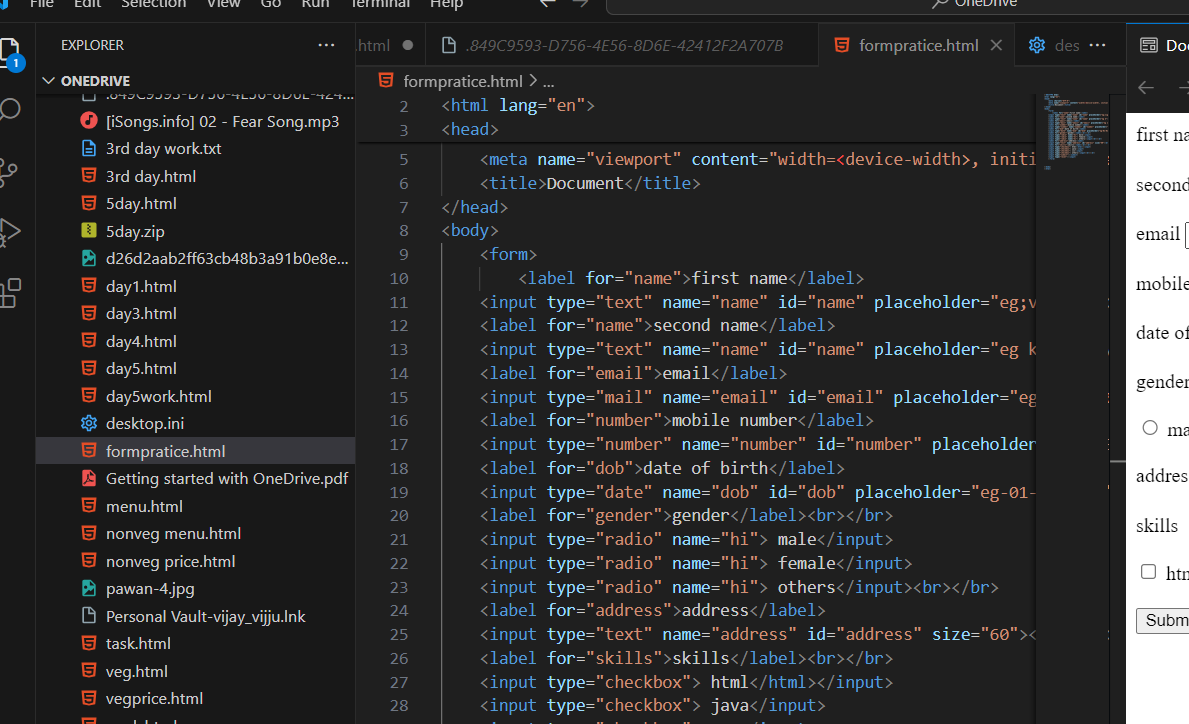 File Edit Selection View Go Run Terminal Help OneDrive
EXPLORER ···
.html .849C9593-D756-4E56-8D6E-42412F2A707B formpratice.html des ···
1
ONEDRIVE
.849C9593-D756-4E56-8D6E-424...
[iSongs.info] 02 - Fear Song.mp3
3rd day work.txt
3rd day.html
5day.html
5day.zip
d26d2aab2ff63cb48b3a91b0e8e...
day1.html
day3.html
day4.html
day5.html
day5work.html
desktop.ini
formpratice.html
Getting started with OneDrive.pdf
menu.html
nonveg menu.html
nonveg price.html
pawan-4.jpg
Personal Vault-vijay_vijju.lnk
task.html
veg.html
vegprice.html
formpratice.html > ...
2 <html lang="en">
3 <head>
5 <meta name="viewport" content="width=<device-width>, initi
6 <title>Document</title>
7 </head>
8 <body>
9 <form>
10 <label for="name">first name</label>
11 <input type="text" name="name" id="name" placeholder="eg;v
12 <label for="name">second name</label>
13 <input type="text" name="name" id="name" placeholder="eg k
14 <label for="email">email</label>
15 <input type="mail" name="email" id="email" placeholder="eg
16 <label for="number">mobile number</label>
17 <input type="number" name="number" id="number" placeholder
18 <label for="dob">date of birth</label>
19 <input type="date" name="dob" id="dob" placeholder="eg-01-
20 <label for="gender">gender</label><br></br>
21 <input type="radio" name="hi"> male</input>
22 <input type="radio" name="hi"> female</input>
23 <input type="radio" name="hi"> others</input><br></br>
24 <label for="address">address</label>
25 <input type="text" name="address" id="address" size="60"><
26 <label for="skills">skills</label><br></br>
27 <input type="checkbox"> html</html></input>
28 <input type="checkbox"> java</input>
Doc
first na
second
email
mobile
date of
gender
ma
addres
skills
htm
Subm